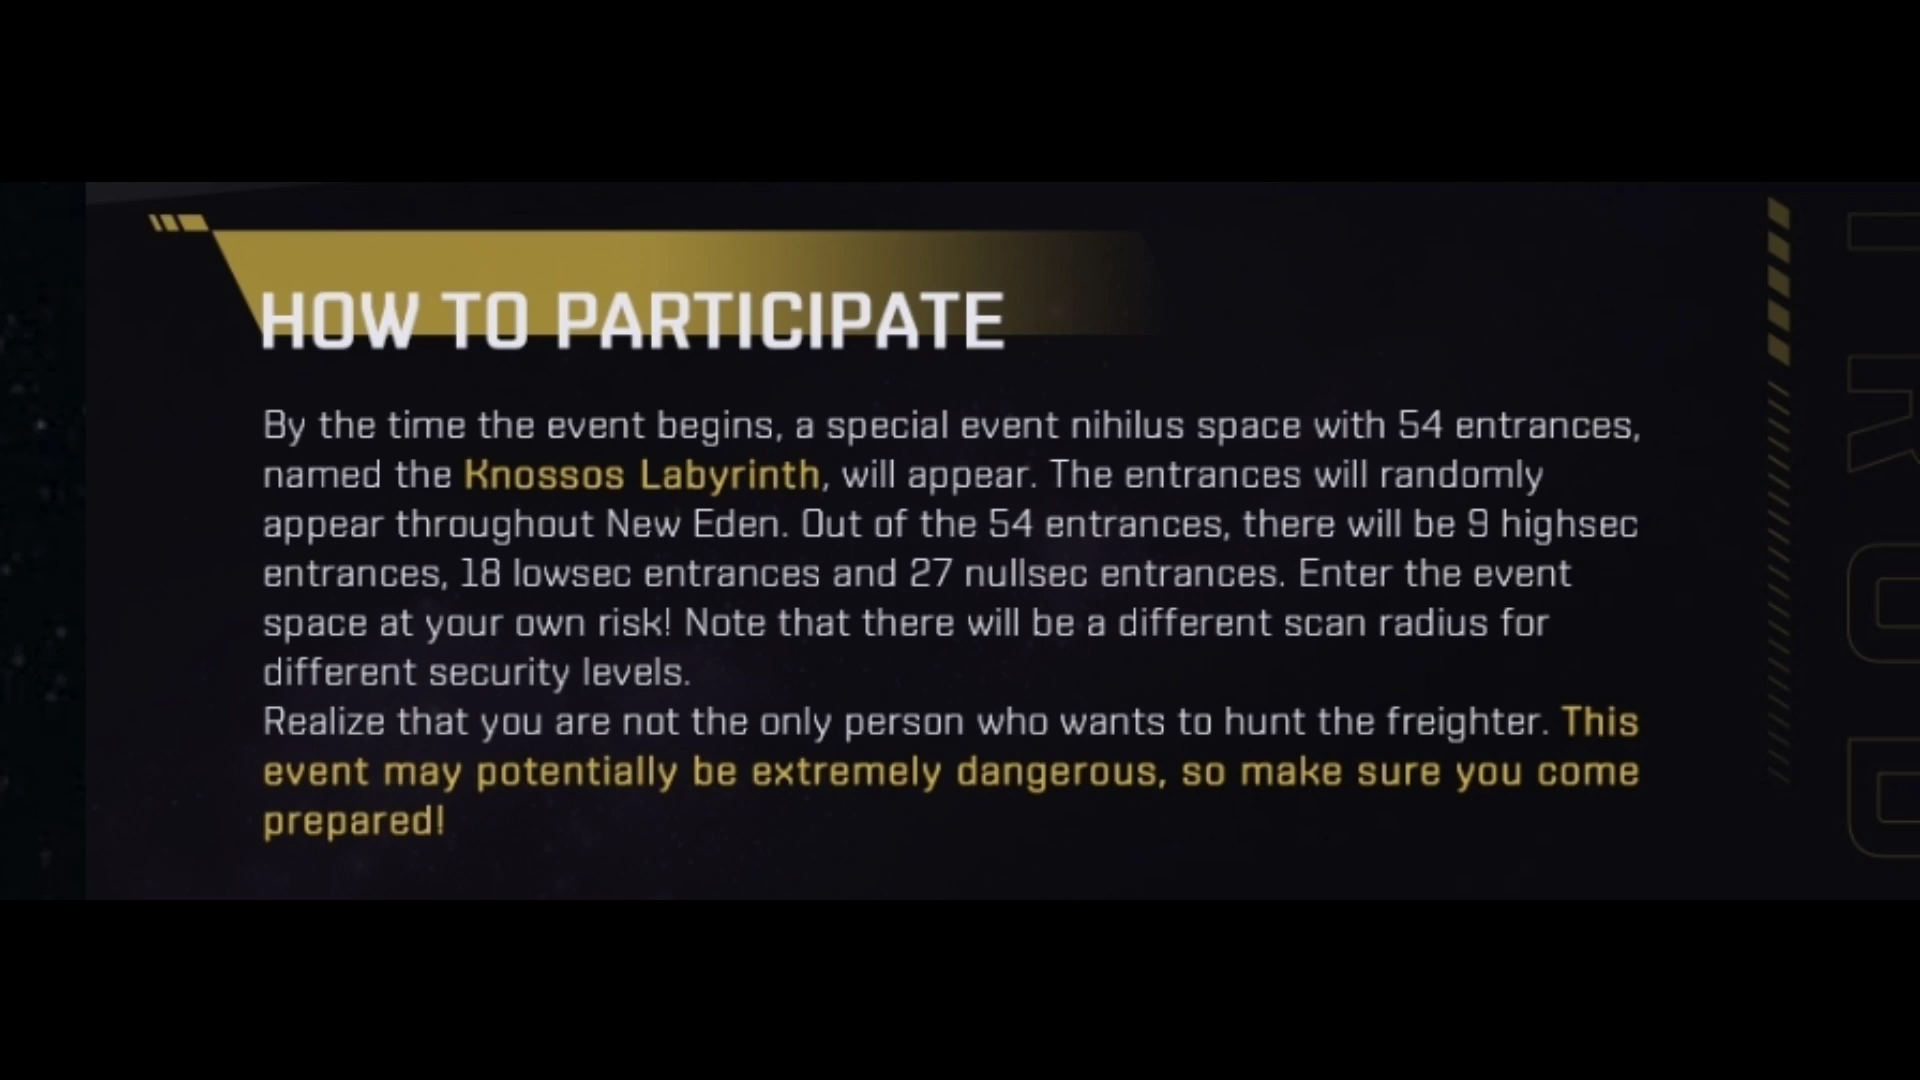 HOW TO PARTICIPATE
By the time the event begins, a special event nihilus space with 54 entrances,
named the Knossos Labyrinth, will appear. The entrances will randomly
appear throughout New Eden. Out of the 54 entrances, there will be 9 highsec
entrances, 18 lowsec entrances and 27 nullsec entrances. Enter the event
space at your own risk! Note that there will be a different scan radius for
different security levels.
Realize that you are not the only person who wants to hunt the freighter. This
event may potentially be extremely dangerous, so make sure you come
prepared!